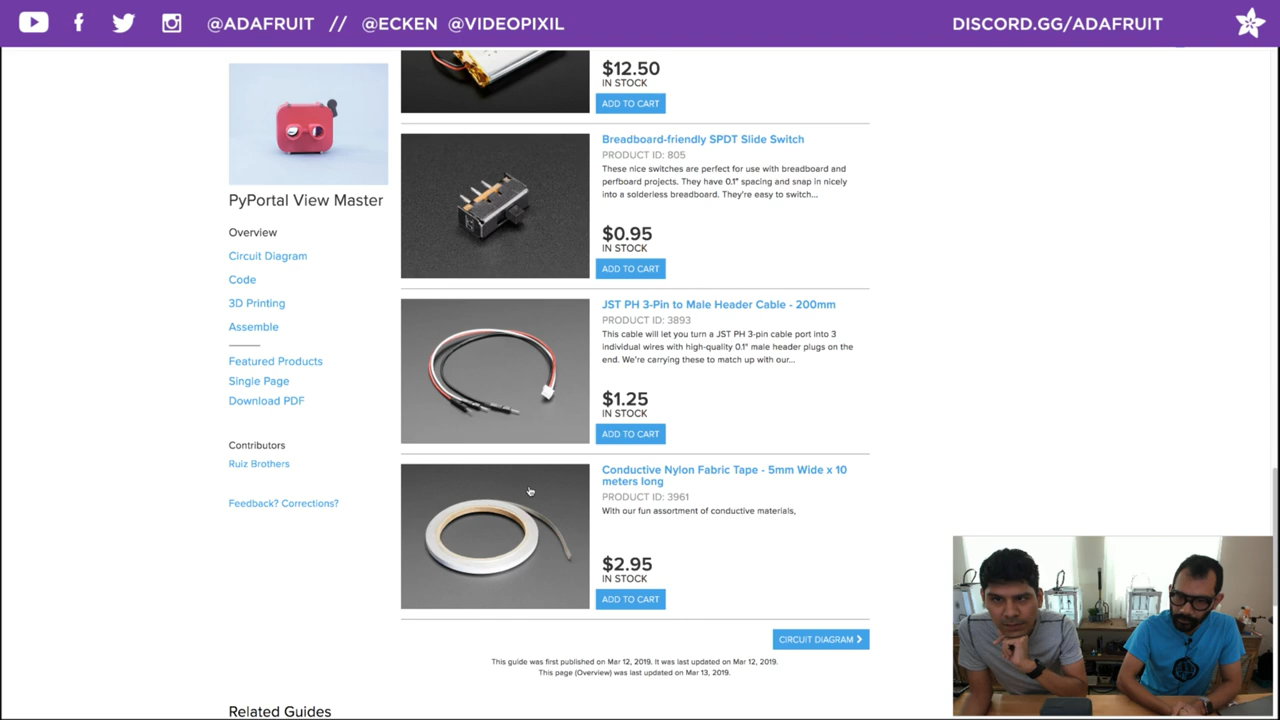 @ADAFRUIT // @ECKEN @VIDEOPIXIL
DISCORD.GG/ADAFRUIT
PyPortal View Master
Overview
Circuit Diagram
Code
3D Printing
Assemble
Featured Products
Single Page
Download PDF
Contributors
Ruiz Brothers
Feedback? Corrections?
$12.50
IN STOCK
ADD TO CART
Breadboard-friendly SPDT Slide Switch
PRODUCT ID: 805
These nice switches are perfect for use with breadboard and
perfboard projects. They have 0.1" spacing and snap in nicely
into a solderless breadboard. They're easy to switch...
$0.95
IN STOCK
ADD TO CART
JST PH 3-Pin to Male Header Cable - 200mm
PRODUCT ID: 3893
This cable will let you turn a JST PH 3-pin cable port into 3
individual wires with high-quality 0.1" male header plugs on the
end. We're carrying these to match up with our...
$1.25
IN STOCK
ADD TO CART
Conductive Nylon Fabric Tape - 5mm Wide x 10
meters long
PRODUCT ID: 3961
With our fun assortment of conductive materials,
$2.95
IN STOCK
ADD TO CART
CIRCUIT DIAGRAM
This guide was first published on Mar 12, 2019. It was last updated on Mar 12, 2019.
This page (Overview) was last updated on Mar 13, 2019.
Related Guides